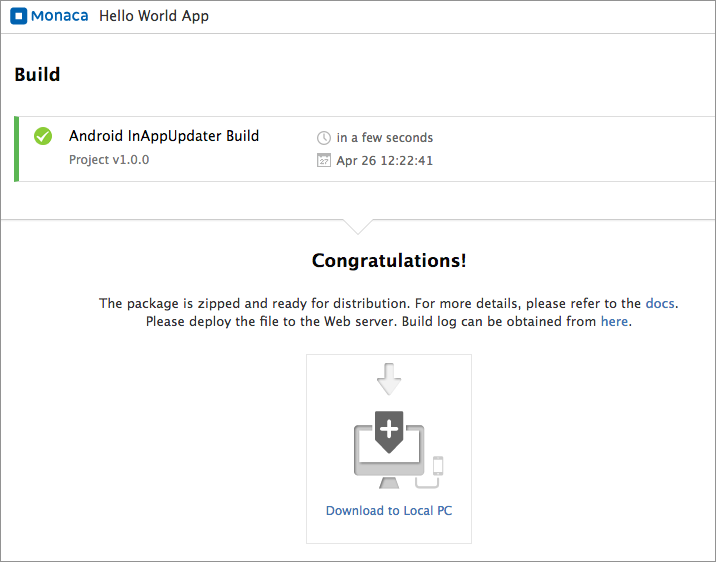 Monaca Hello World App
Build
Android InAppUpdater Build
in a few seconds
Project v1.0.0
27
Apr 26 12:22:41
Congratulations!
The package is zipped and ready for distribution. For more details, please refer to the docs.
Please deploy the file to the Web server. Build log can be obtained from here.
Download to Local PC